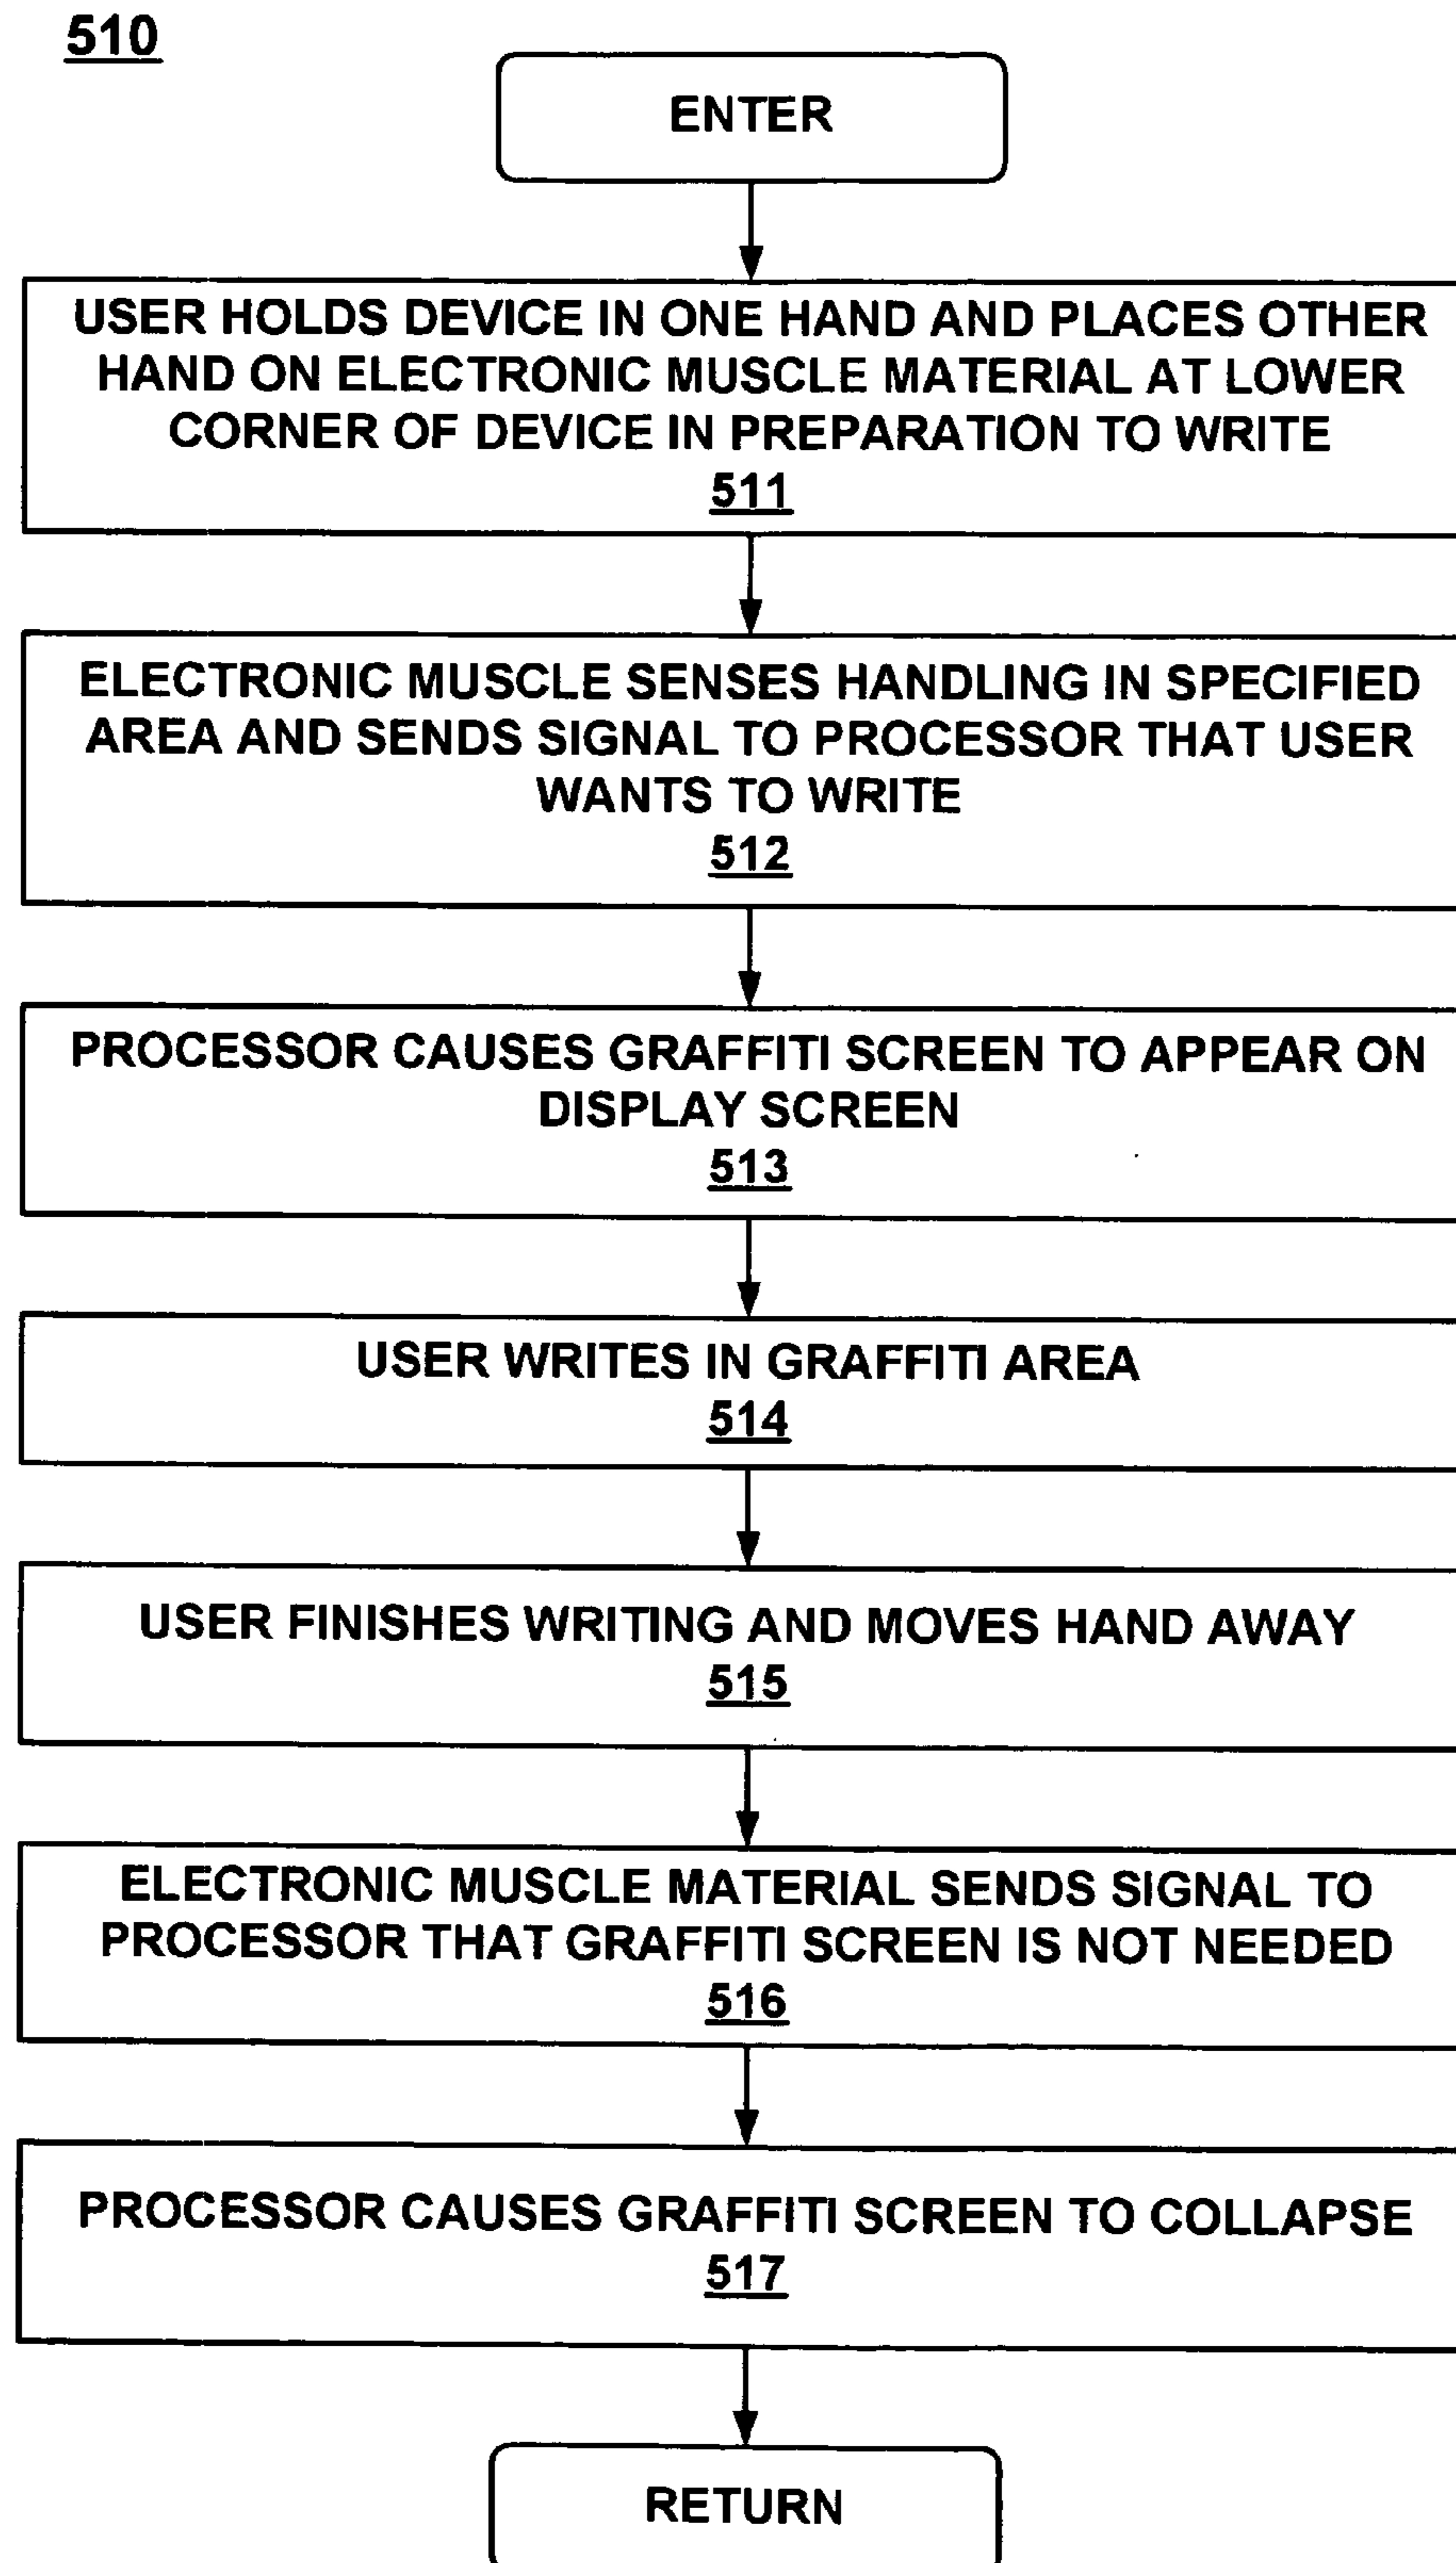 510
ENTER
USER HOLDS DEVICE IN ONE HAND AND PLACES OTHER
HAND ON ELECTRONIC MUSCLE MATERIAL AT LOWER
CORNER OF DEVICE IN PREPARATION TO WRITE
511
ELECTRONIC MUSCLE SENSES HANDLING IN SPECIFIED
AREA AND SENDS SIGNAL TO PROCESSOR THAT USER
WANTS TO WRITE
512
PROCESSOR CAUSES GRAFFITI SCREEN TO APPEAR ON
DISPLAY SCREEN
513
USER WRITES IN GRAFFITI AREA
514
USER FINISHES WRITING AND MOVES HAND AWAY
515
ELECTRONIC MUSCLE MATERIAL SENDS SIGNAL TO
PROCESSOR THAT GRAFFITI SCREEN IS NOT NEEDED
516
PROCESSOR CAUSES GRAFFITI SCREEN TO COLLAPSE
517
RETURN